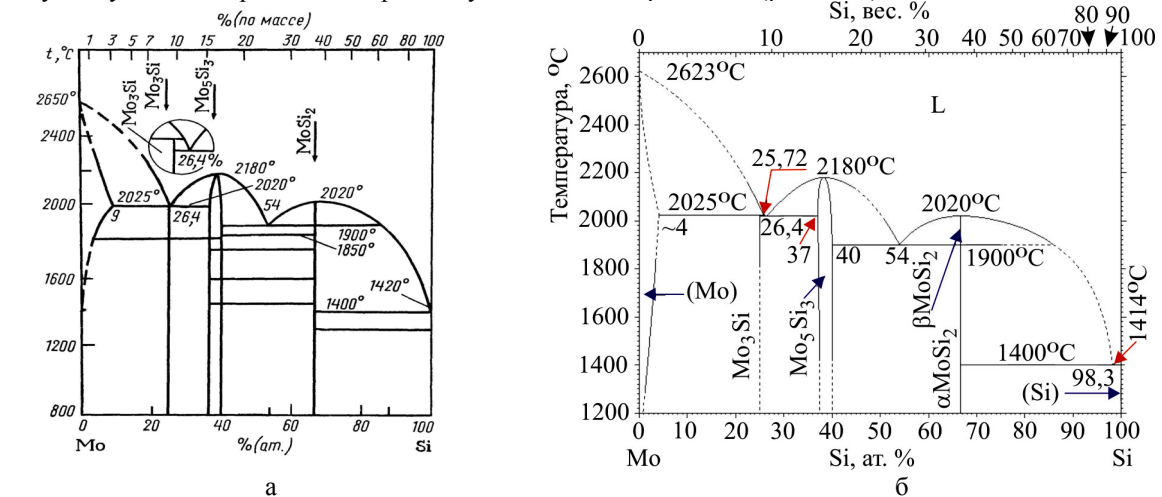 %(по массе)
1 3 5 7 10 15 20 30 40 50 60 80 100
t,°C
2650°
2400
2000
1600
1200
800
Mo₃Si
Mo₃Si
Mo₅Si₃
MoSi₂
26,4%
2180°
2020°
2020°
2025°
9
26,4
54
1900°
1850°
1420°
1400°
0 20 40 60 80 100
Mo %(ат.) Si
а
Si, вес. %
0 10 20 30 40 50 60 70 80 90 100
Температура, °C
2600
2400
2200
2000
1800
1600
1400
1200
2623°C
L
25,72
2180°C
2025°C
2020°C
~4
26,4
37
40
54
1900°C
(Mo)
Mo₃Si
Mo₅Si₃
βMoSi₂
αMoSi₂
1414°C
1400°C
98,3
(Si)
0 10 20 30 40 50 60 70 80 90 100
Mo Si, ат. % Si
б